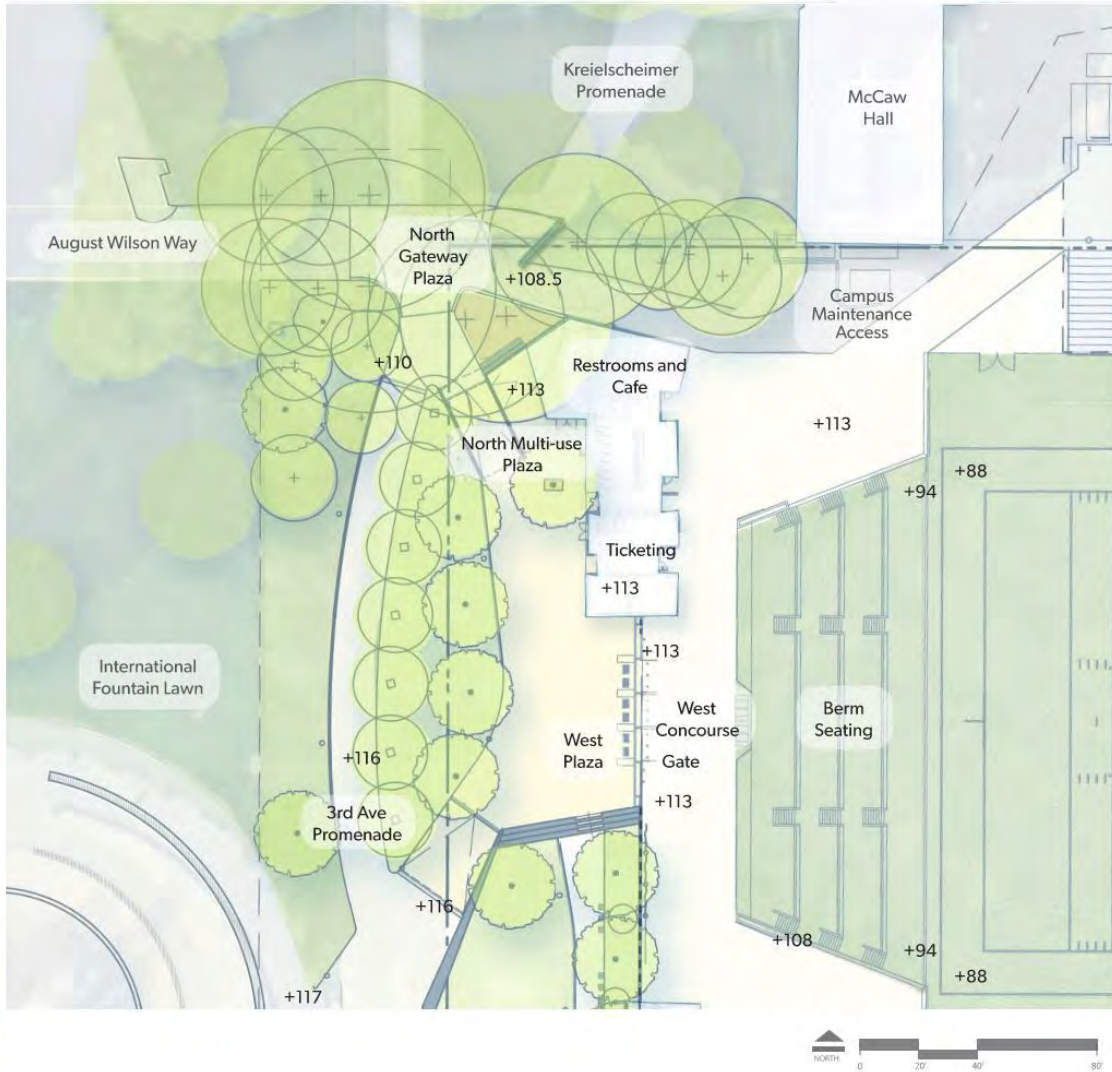 Kreielscheimer
Promenade
McCaw
Hall
August Wilson Way
North
Gateway
Plaza
+108.5
Campus
Maintenance
Access
+110
Restrooms and
Cafe
+113
+113
North Multi-use
Plaza
+88
+94
Ticketing
+113
+113
International
Fountain Lawn
West
Concourse
Berm
Seating
West
Plaza
Gate
+116
+113
3rd Ave
Promenade
+116
+108
+94
+88
+117
NORTH
0
20'
40'
80'